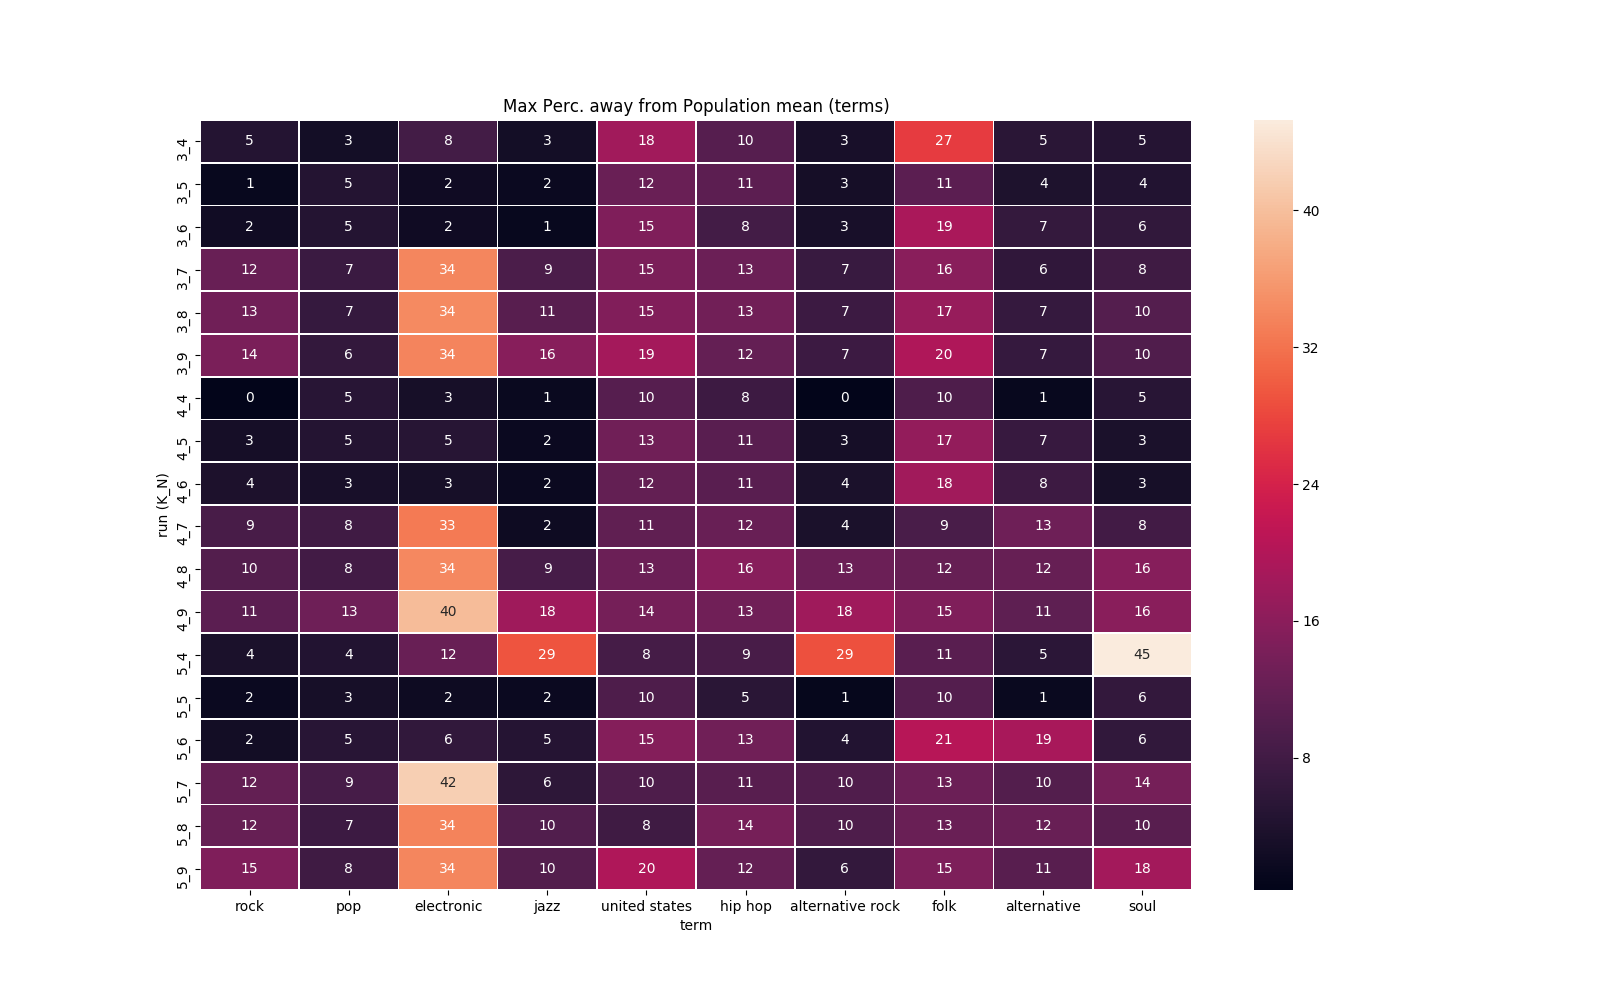 Max Perc. away from Population mean (terms)
run (K_N)
3_4 5 3 8 3 18 10 3 27 5 5
3_5 1 5 2 2 12 11 3 11 4 4
3_6 2 5 2 1 15 8 3 19 7 6
3_7 12 7 34 9 15 13 7 16 6 8
3_8 13 7 34 11 15 13 7 17 7 10
3_9 14 6 34 16 19 12 7 20 7 10
4_4 0 5 3 1 10 8 0 10 1 5
4_5 3 5 5 2 13 11 3 17 7 3
4_6 4 3 3 2 12 11 4 18 8 3
4_7 9 8 33 2 11 12 4 9 13 8
4_8 10 8 34 9 13 16 13 12 12 16
4_9 11 13 40 18 14 13 18 15 11 16
5_4 4 4 12 29 8 9 29 11 5 45
5_5 2 3 2 2 10 5 1 10 1 6
5_6 2 5 6 5 15 13 4 21 19 6
5_7 12 9 42 6 10 11 10 13 10 14
5_8 12 7 34 10 8 14 10 13 12 10
5_9 15 8 34 10 20 12 6 15 11 18
rock pop electronic jazz united states hip hop alternative rock folk alternative soul
term
40
32
24
16
8